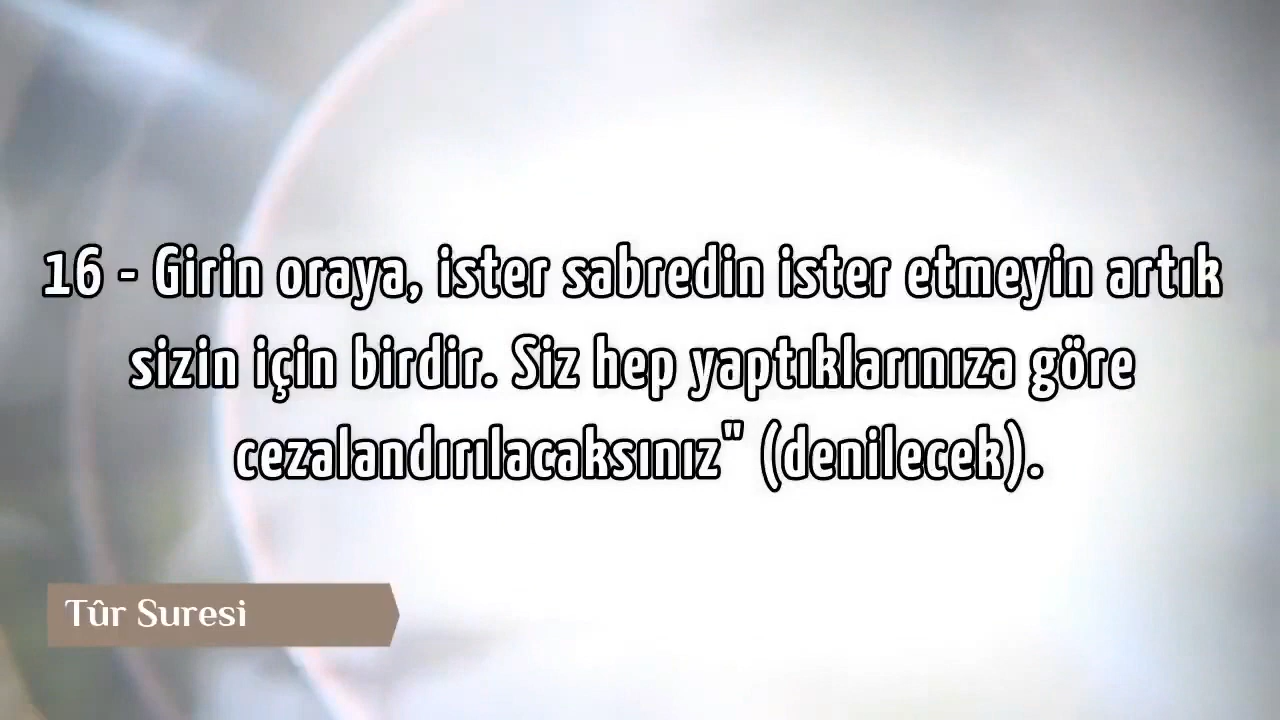 16 - Girin oraya, ister sabredin ister etmeyin artık
sizin için birdir. Siz hep yaptıklarınıza göre
cezalandırılacaksınız" (denilecek).
Tûr Suresi